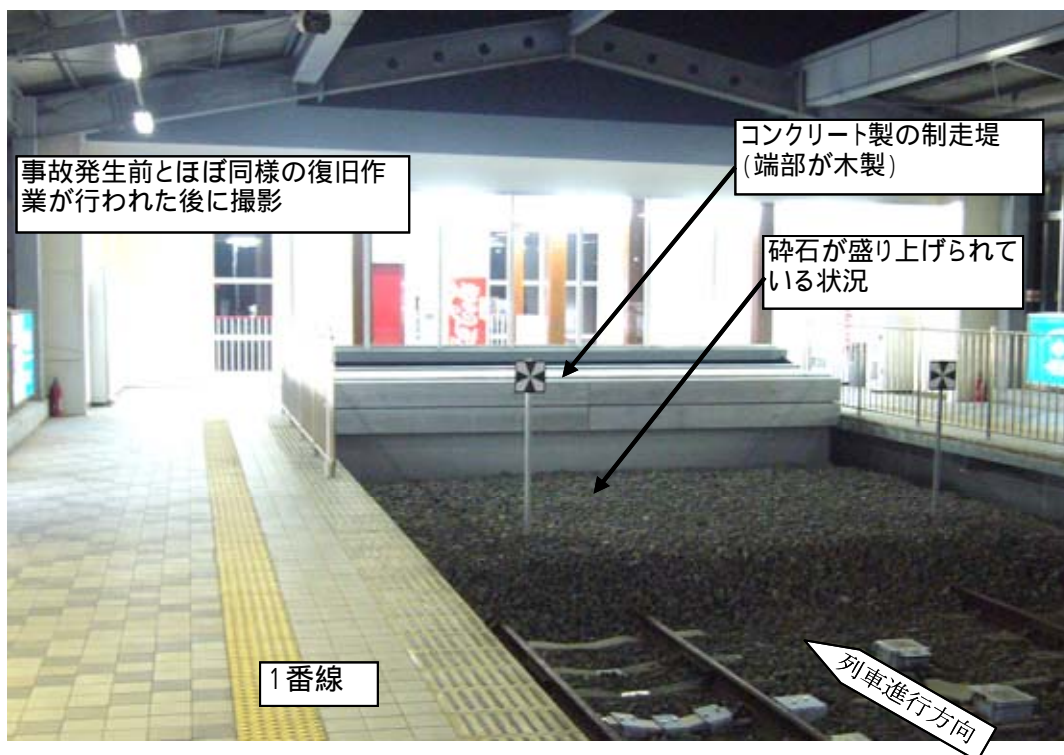 事故発生前とほぼ同様の復旧作
業が行われた後に撮影
コンクリート製の制走堤
(端部が木製)
砕石が盛り上げられて
いる状況
Coca-Cola
1番線
列車進行方向